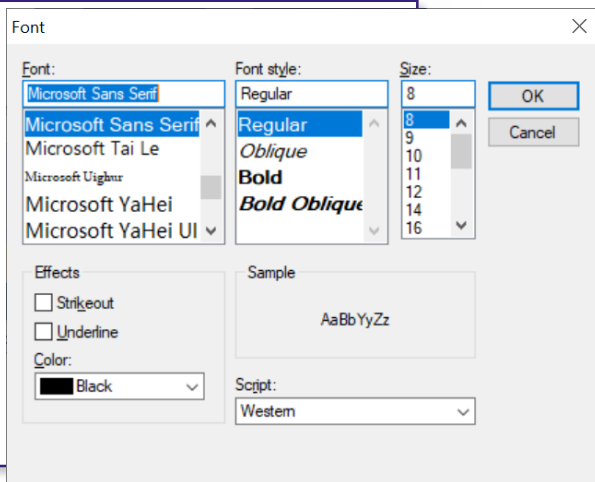 Font
Font:
Microsoft Sans Serif
Microsoft Sans Serif
Microsoft Tai Le
Microsoft Uighur
Microsoft YaHei
Microsoft YaHei UI
Font style:
Regular
Regular
Oblique
Bold
Bold Oblique
Size:
8
8
9
10
11
12
14
16
OK
Cancel
Effects
Strikeout
Underline
Color:
Black
Sample
AaBbYyZz
Script:
Western